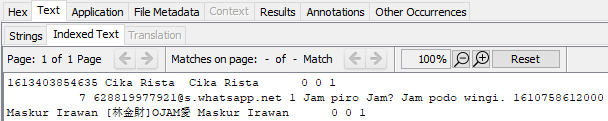 Hex Text Application File Metadata Context Results Annotations Other Occurrences
Strings Indexed Text Translation
Page: 1 of 1 Page Matches on page: - of - Match 100% Reset
1613403854635 Cika Rista Cika Rista 0 0 1
7 628819977921@s.whatsapp.net 1 Jam piro Jam? Jam podo wingi. 1610758612000
Maskur Irawan [林金財]OJAM愛 Maskur Irawan 0 0 1